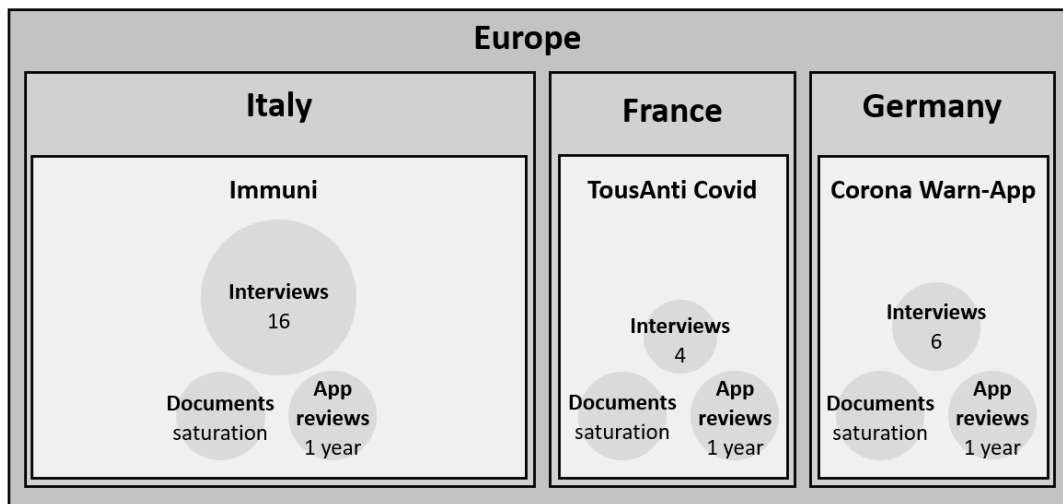 Europe
Italy
Immuni
Interviews
16
Documents
saturation
App
reviews
1 year
France
TousAnti Covid
Interviews
4
Documents
saturation
App
reviews
1 year
Germany
Corona Warn-App
Interviews
6
Documents
saturation
App
reviews
1 year